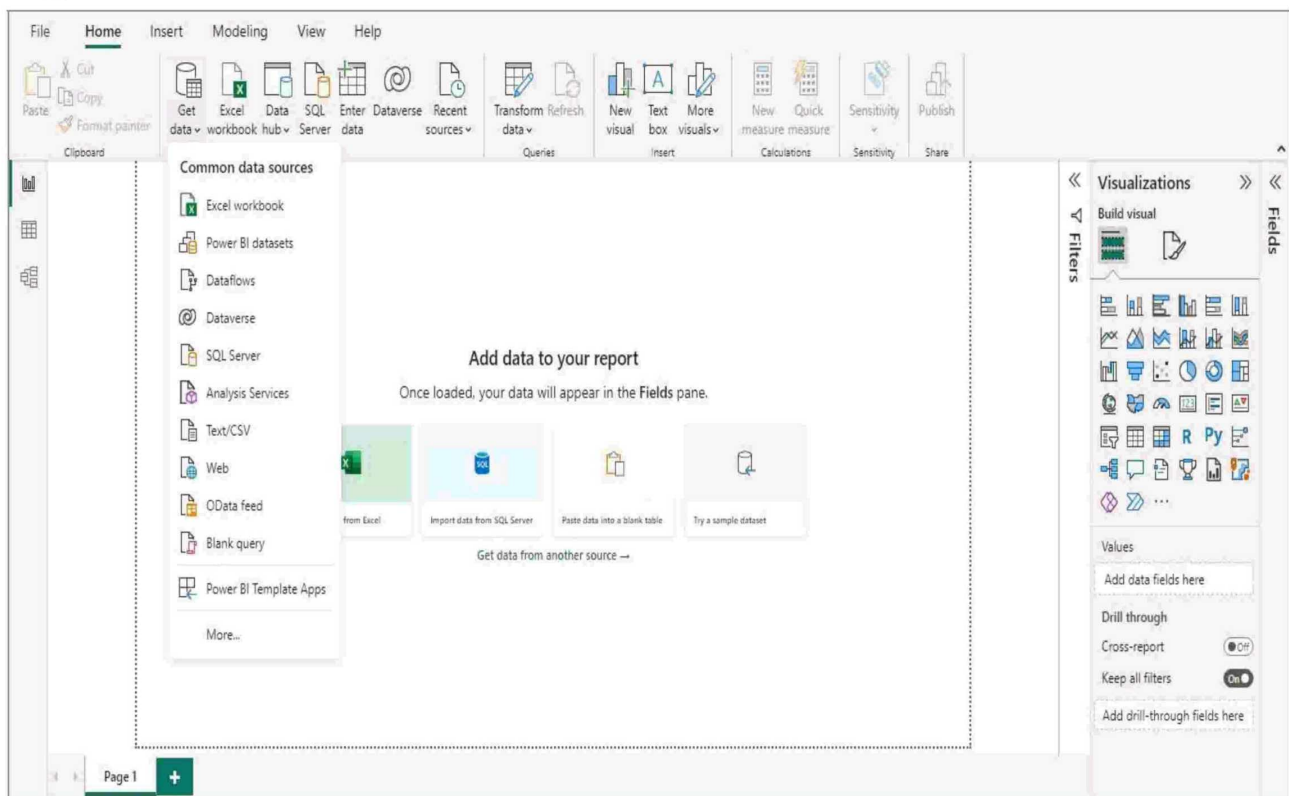 File Home Insert Modeling View Help
Cut
Copy
Format painter
Paste
Clipboard
Get data
Excel workbook
Data hub
SQL Server
Enter data
Dataverse
Recent sources
Transform data
Refresh
Queries
New visual
Text box
More visuals
Insert
New measure
Quick measure
Calculations
Sensitivity
Sensitivity
Publish
Share
Common data sources
Excel workbook
Power BI datasets
Dataflows
Dataverse
SQL Server
Analysis Services
Text/CSV
Web
OData feed
Blank query
Power BI Template Apps
More...
Add data to your report
Once loaded, your data will appear in the Fields pane.
X
SQL
from Excel
Import data from SQL Server
Paste data into a blank table
Try a sample dataset
Get data from another source →
Filters
Visualizations
Build visual
123
R Py
...
Values
Add data fields here
Drill through
Cross-report
Off
Keep all filters
On
Add drill-through fields here
Fields
Page 1
+